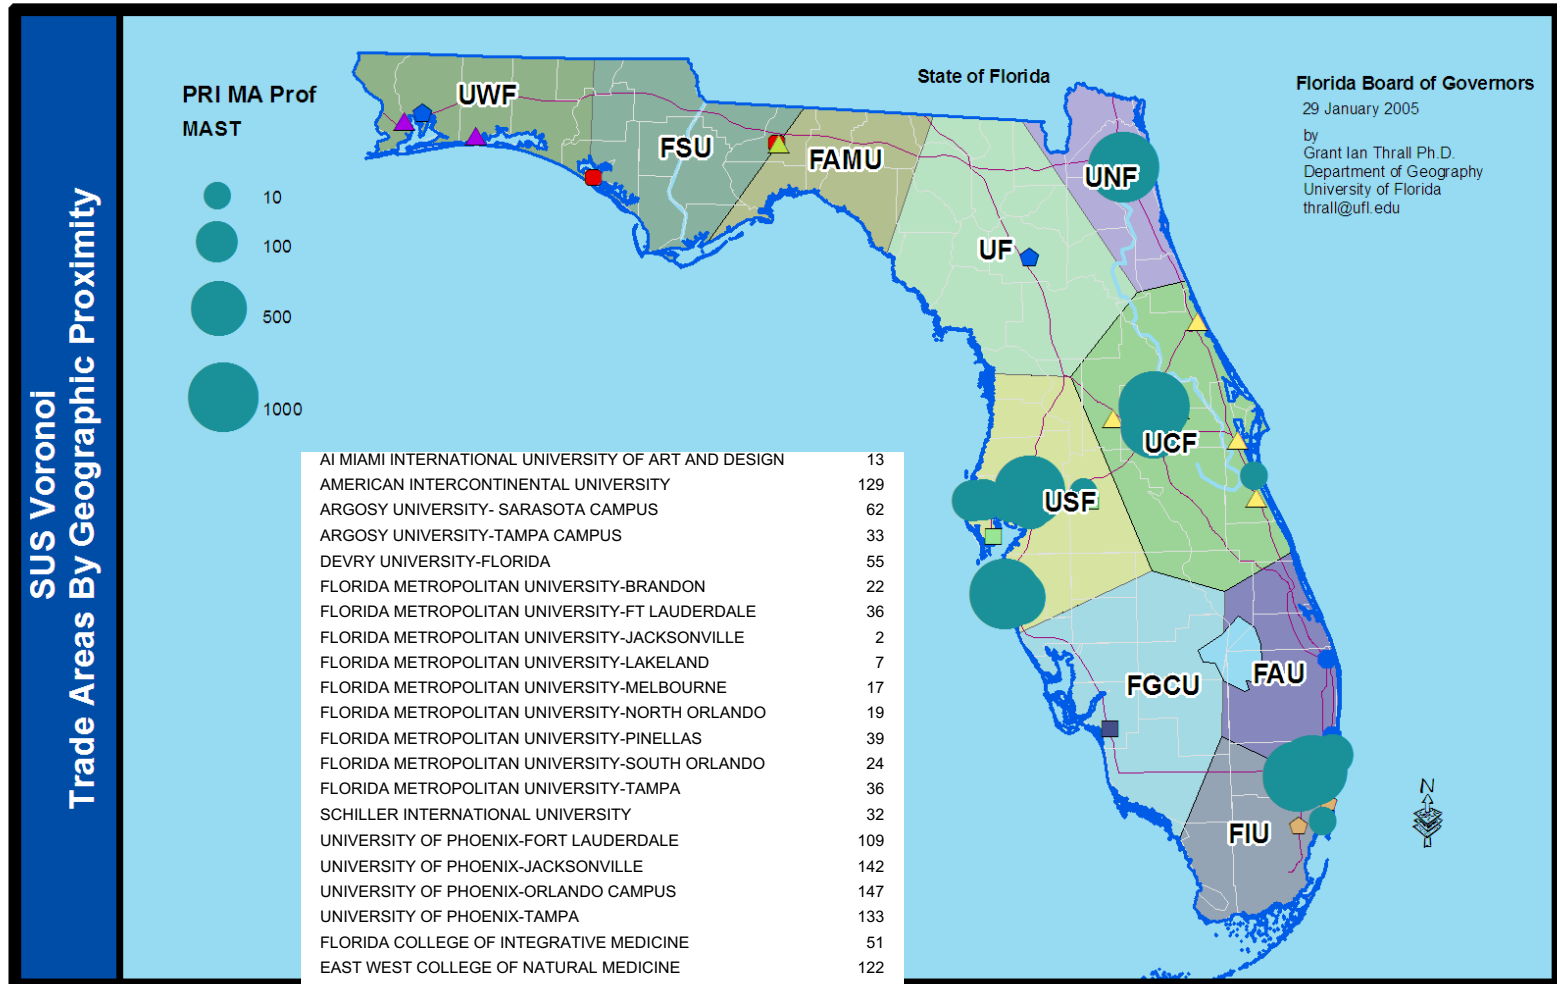 SUS Voronoi
Trade Areas By Geographic Proximity
PRI MA Prof
MAST
10
100
500
1000
State of Florida
Florida Board of Governors
29 January 2005
by
Grant Ian Thrall Ph.D.
Department of Geography
University of Florida
thrall@ufl.edu
UWF
FSU
FAMU
UNF
UF
UCF
USF
FGCU
FAU
FIU
N
AI MIAMI INTERNATIONAL UNIVERSITY OF ART AND DESIGN 13
AMERICAN INTERCONTINENTAL UNIVERSITY 129
ARGOSY UNIVERSITY- SARASOTA CAMPUS 62
ARGOSY UNIVERSITY-TAMPA CAMPUS 33
DEVRY UNIVERSITY-FLORIDA 55
FLORIDA METROPOLITAN UNIVERSITY-BRANDON 22
FLORIDA METROPOLITAN UNIVERSITY-FT LAUDERDALE 36
FLORIDA METROPOLITAN UNIVERSITY-JACKSONVILLE 2
FLORIDA METROPOLITAN UNIVERSITY-LAKELAND 7
FLORIDA METROPOLITAN UNIVERSITY-MELBOURNE 17
FLORIDA METROPOLITAN UNIVERSITY-NORTH ORLANDO 19
FLORIDA METROPOLITAN UNIVERSITY-PINELLAS 39
FLORIDA METROPOLITAN UNIVERSITY-SOUTH ORLANDO 24
FLORIDA METROPOLITAN UNIVERSITY-TAMPA 36
SCHILLER INTERNATIONAL UNIVERSITY 32
UNIVERSITY OF PHOENIX-FORT LAUDERDALE 109
UNIVERSITY OF PHOENIX-JACKSONVILLE 142
UNIVERSITY OF PHOENIX-ORLANDO CAMPUS 147
UNIVERSITY OF PHOENIX-TAMPA 133
FLORIDA COLLEGE OF INTEGRATIVE MEDICINE 51
EAST WEST COLLEGE OF NATURAL MEDICINE 122